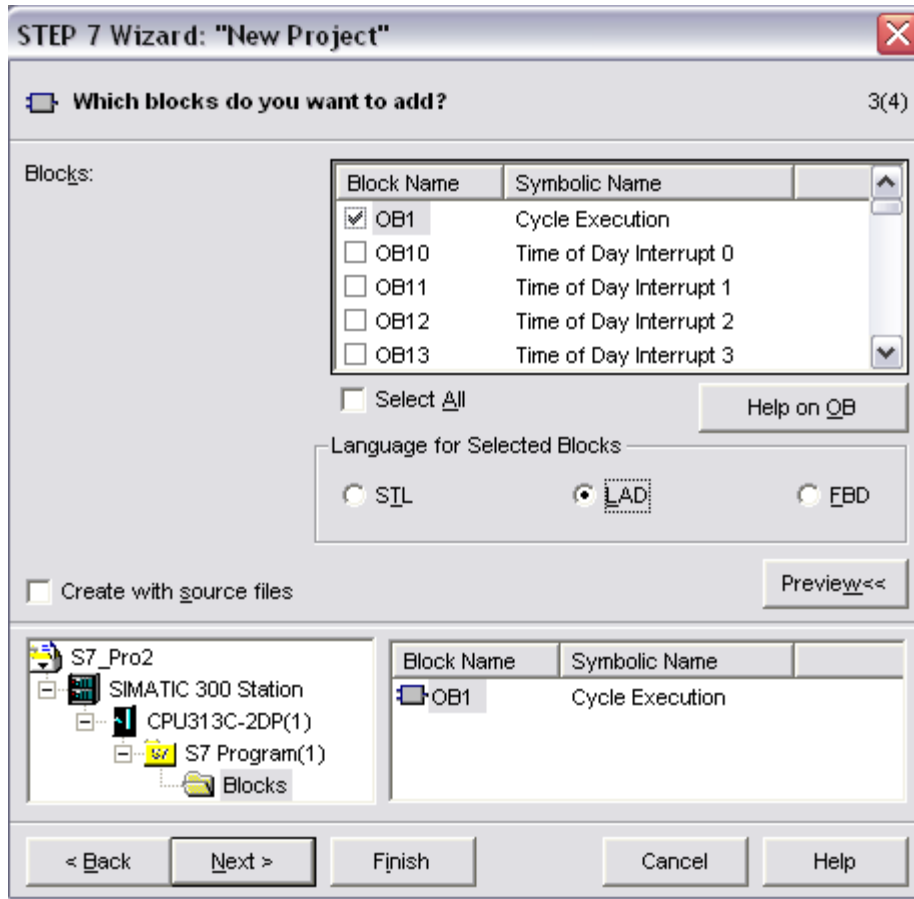 STEP 7 Wizard: "New Project"
Which blocks do you want to add? 3(4)
Blocks:
Block Name Symbolic Name
OB1 Cycle Execution
OB10 Time of Day Interrupt 0
OB11 Time of Day Interrupt 1
OB12 Time of Day Interrupt 2
OB13 Time of Day Interrupt 3
Select All
Help on OB
Language for Selected Blocks
STL LAD FBD
Create with source files
Preview<<
S7_Pro2
SIMATIC 300 Station
CPU313C-2DP(1)
S7 Program(1)
Blocks
Block Name Symbolic Name
OB1 Cycle Execution
< Back Next > Finish Cancel Help